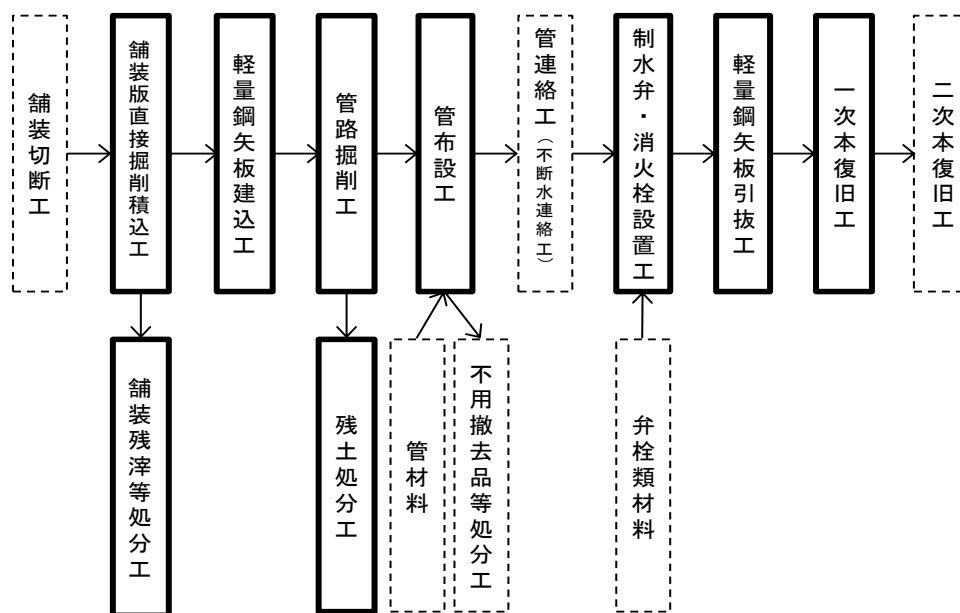 舗装切断工
舗装版直接掘削積込工
軽量鋼矢板建込工
管路掘削工
管布設工
管連絡工（不断水連絡工）
制水弁・消火栓設置工
軽量鋼矢板引抜工
一次本復旧工
二次本復旧工
舗装残滓等処分工
残土処分工
管材料
不用撤去品等処分工
弁栓類材料